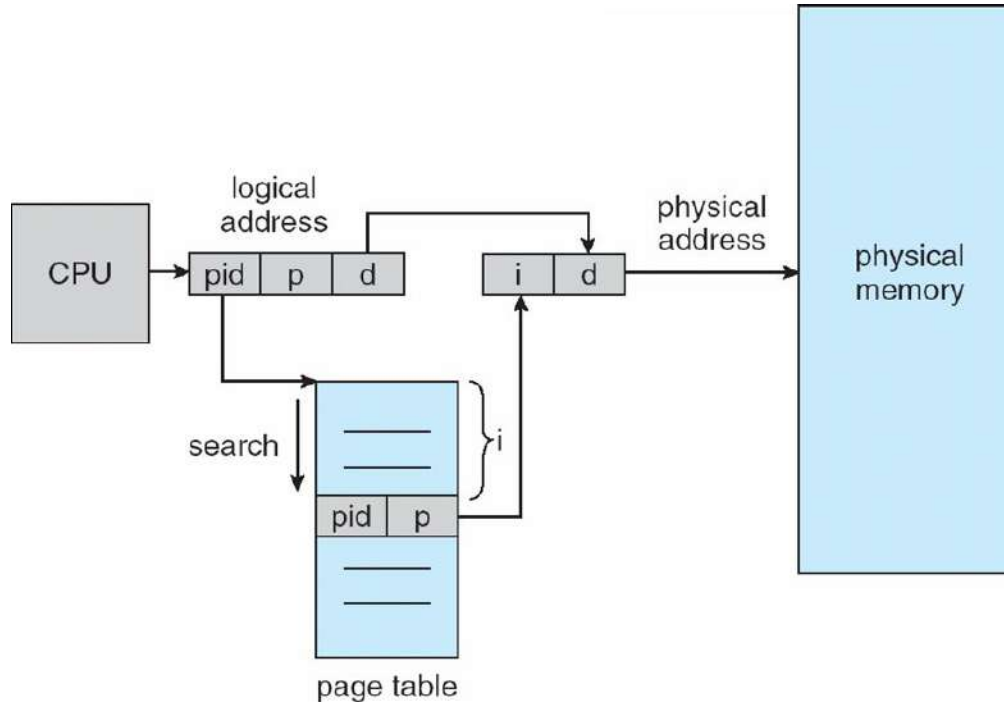 logical
address
physical
address
CPU
pid p d
i d
physical
memory
search
i
pid p
page table